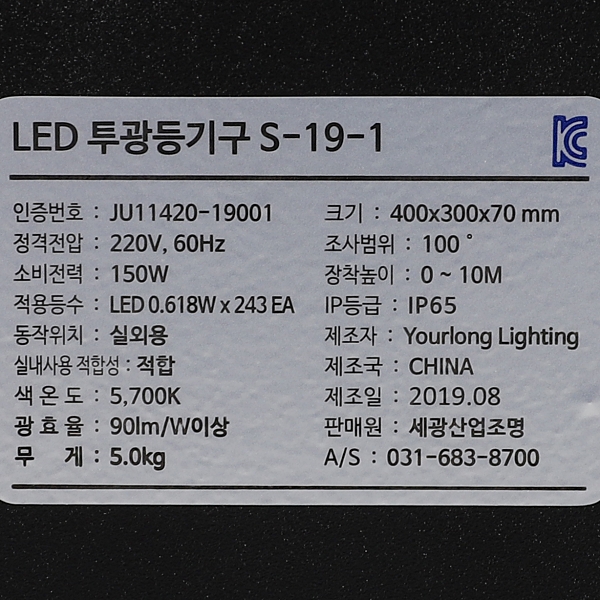 LED 투광등기구 S-19-1
KC
인증번호 : JU11420-19001
정격전압 : 220V, 60Hz
소비전력 : 150W
적용등수 : LED 0.618W x 243 EA
동작위치 : 실외용
실내사용 적합성 : 적합
색 온 도 : 5,700K
광 효 율 : 90lm/W이상
무 게 : 5.0kg
크기 : 400x300x70 mm
조사범위 : 100 °
장착높이 : 0 ~ 10M
IP등급 : IP65
제조자 : Yourlong Lighting
제조국 : CHINA
제조일 : 2019.08
판매원 : 세광산업조명
A/S : 031-683-8700